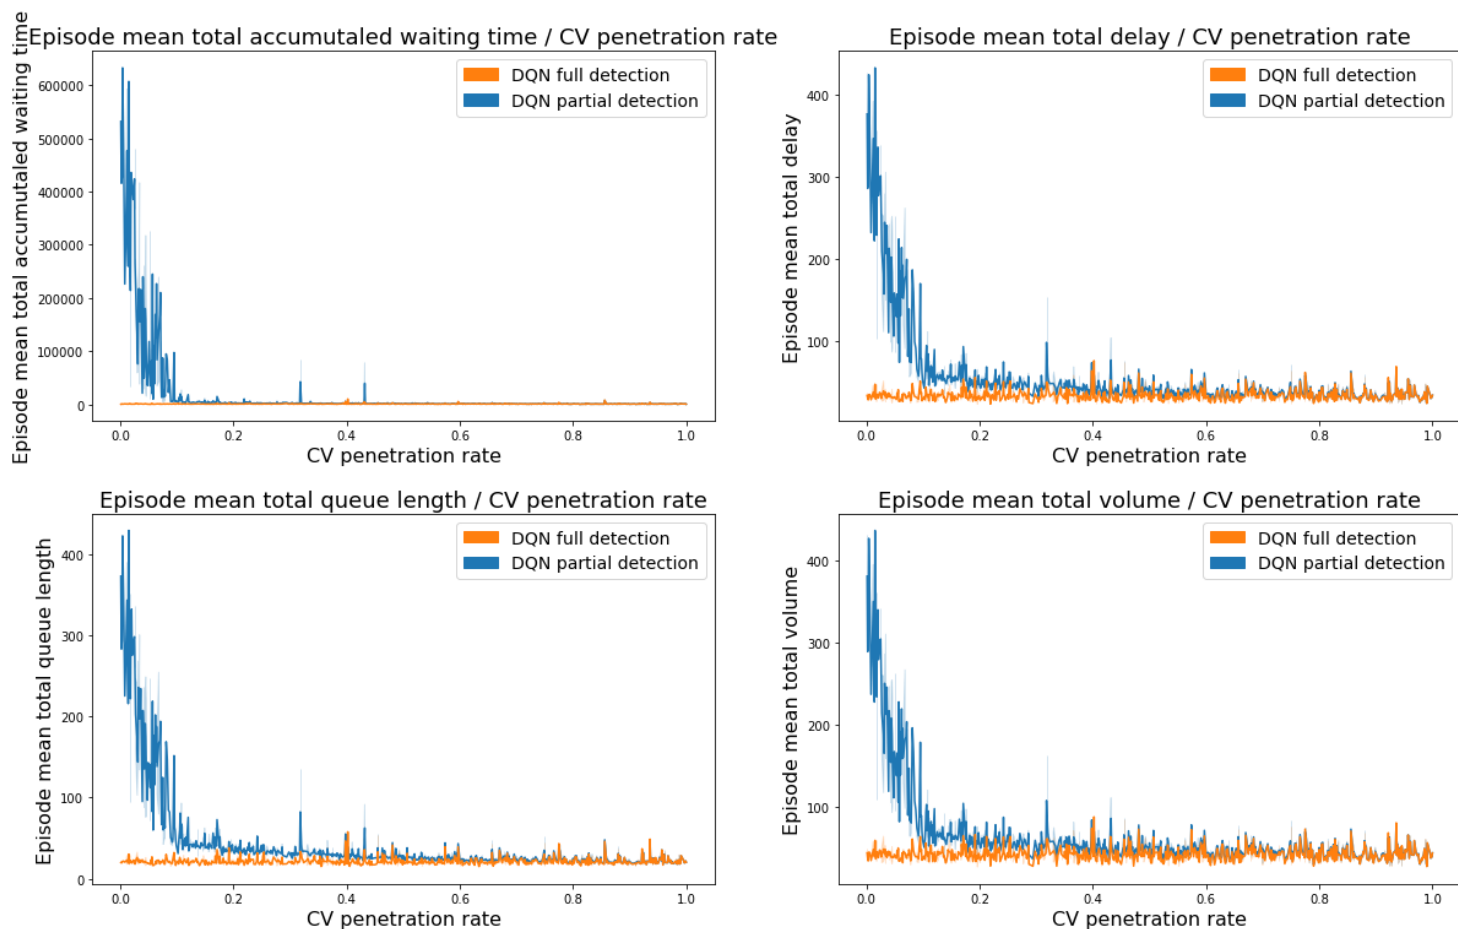 Episode mean total accumutaled waiting time / CV penetration rate
Episode mean total accumutaled waiting time
600000
500000
400000
300000
200000
100000
0
DQN full detection
DQN partial detection
0.0 0.2 0.4 0.6 0.8 1.0
CV penetration rate
Episode mean total delay / CV penetration rate
Episode mean total delay
400
300
200
100
DQN full detection
DQN partial detection
0.0 0.2 0.4 0.6 0.8 1.0
CV penetration rate
Episode mean total queue length / CV penetration rate
Episode mean total queue length
400
300
200
100
0
DQN full detection
DQN partial detection
0.0 0.2 0.4 0.6 0.8 1.0
CV penetration rate
Episode mean total volume / CV penetration rate
Episode mean total volume
400
300
200
100
DQN full detection
DQN partial detection
0.0 0.2 0.4 0.6 0.8 1.0
CV penetration rate